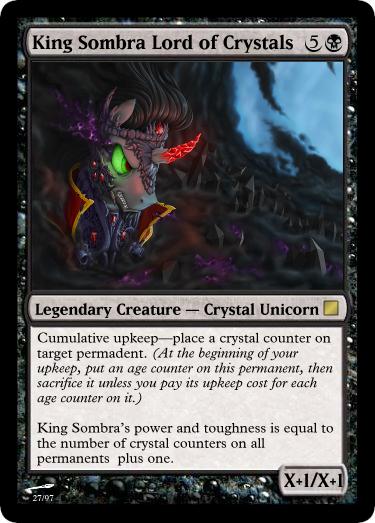 King Sombra Lord of Crystals 5
Legendary Creature — Crystal Unicorn
Cumulative upkeep—place a crystal counter on
target permadent. (At the beginning of your
upkeep, put an age counter on this permanent, then
sacrifice it unless you pay its upkeep cost for each
age counter on it.)
King Sombra's power and toughness is equal to
the number of crystal counters on all
permanents plus one.
X+1/X+1
27/97